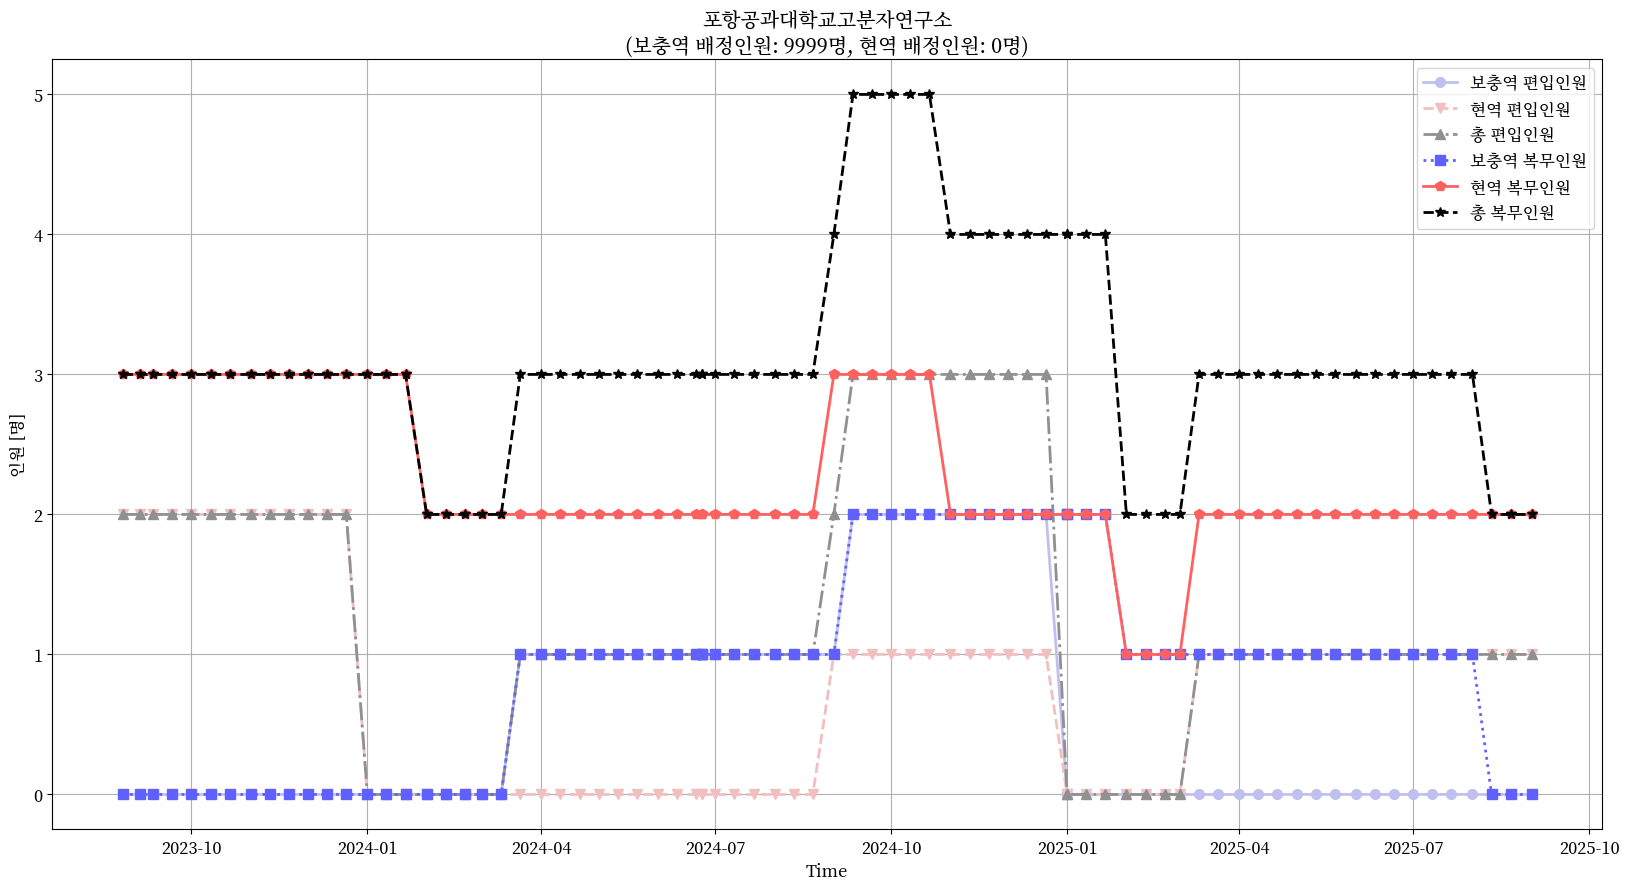 포항공과대학교고분자연구소
(보충역 배정인원: 9999명, 현역 배정인원: 0명)
보충역 편입인원
현역 편입인원
총 편입인원
보충역 복무인원
현역 복무인원
총 복무인원
5
4
3
2
1
0
인원 [명]
2023-10
2024-01
2024-04
2024-07
2024-10
2025-01
2025-04
2025-07
2025-10
Time